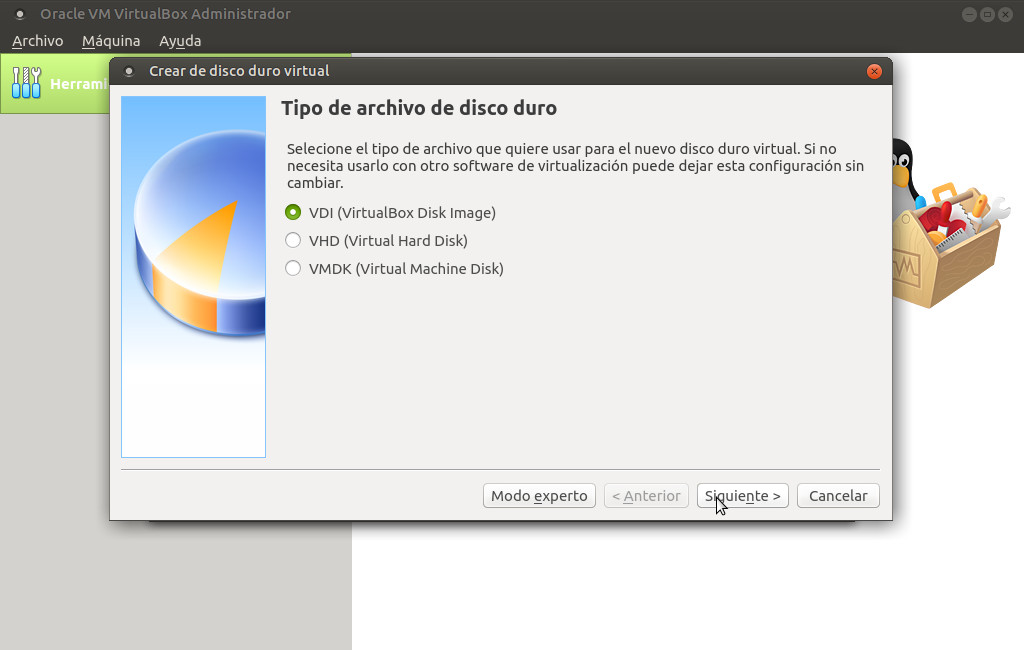 Oracle VM VirtualBox Administrador
Archivo Máquina Ayuda
Herrami
Crear de disco duro virtual
Tipo de archivo de disco duro
Seleccione el tipo de archivo que quiere usar para el nuevo disco duro virtual. Si no
necesita usarlo con otro software de virtualización puede dejar esta configuración sin
cambiar.
VDI (VirtualBox Disk Image)
VHD (Virtual Hard Disk)
VMDK (Virtual Machine Disk)
Modo experto < Anterior Siguiente > Cancelar